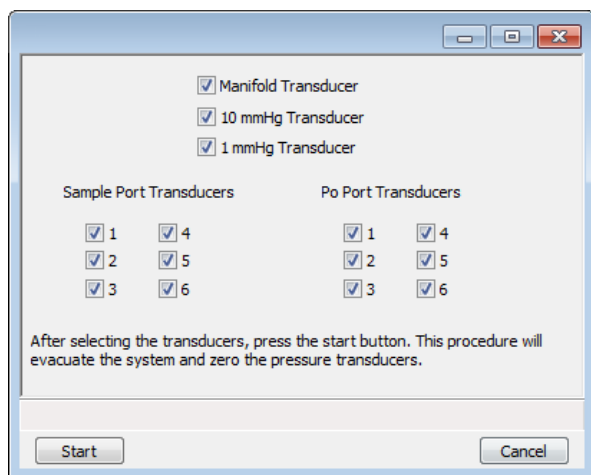 Manifold Transducer
10 mmHg Transducer
1 mmHg Transducer
Sample Port Transducers Po Port Transducers
1 4 1 4
2 5 2 5
3 6 3 6
After selecting the transducers, press the start button. This procedure will
evacuate the system and zero the pressure transducers.
Start Cancel